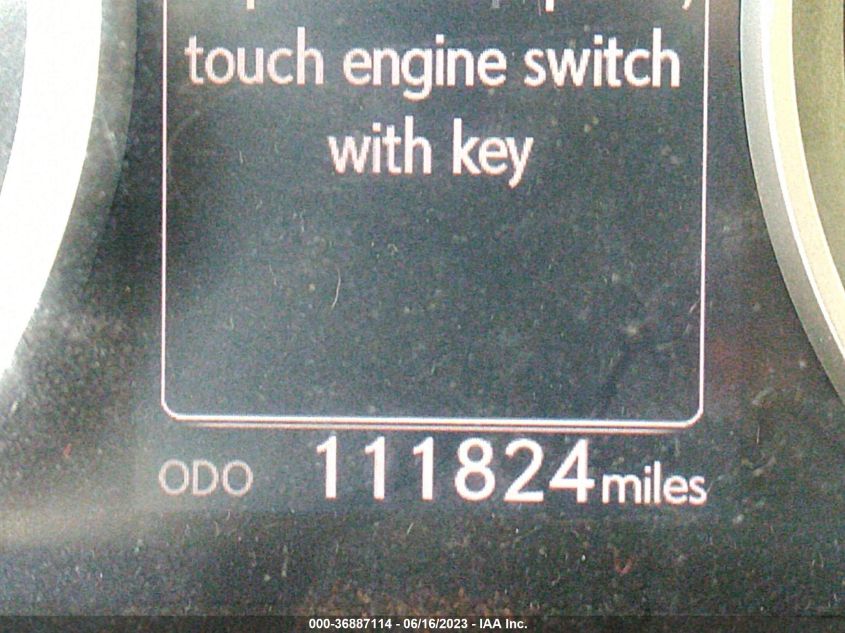 touch engine switch
with key
ODO 111824 miles
000-36887114 - 06/16/2023 - IAA Inc.